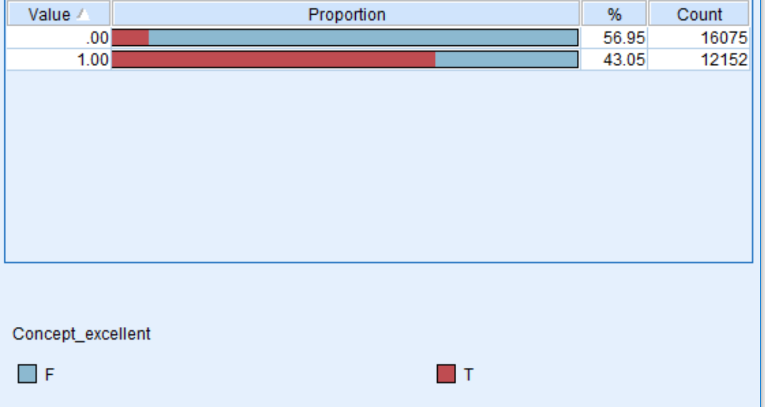 Value Proportion % Count
.00 56.95 16075
1.00 43.05 12152
Concept_excellent
F T